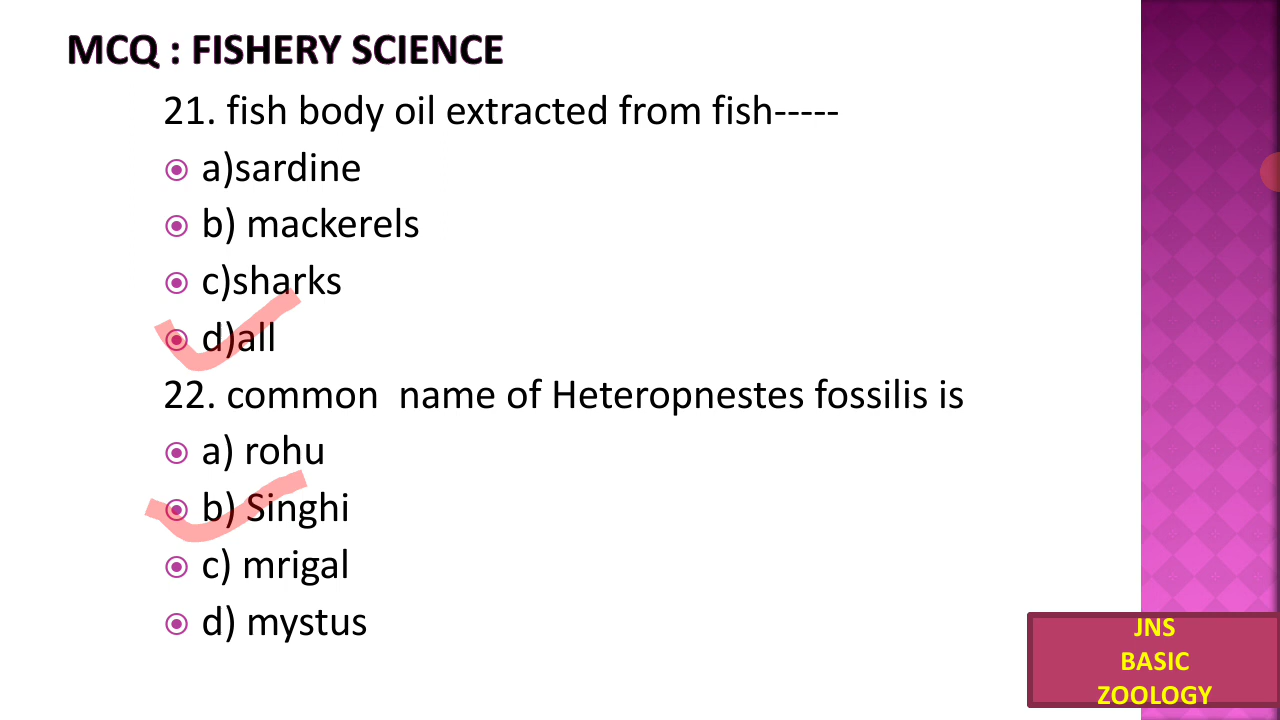 MCQ : FISHERY SCIENCE
21. fish body oil extracted from fish-----
a)sardine
b) mackerels
c)sharks
d)all
22. common name of Heteropnestes fossilis is
a) rohu
b) Singhi
c) mrigal
d) mystus
JNS
BASIC
ZOOLOGY